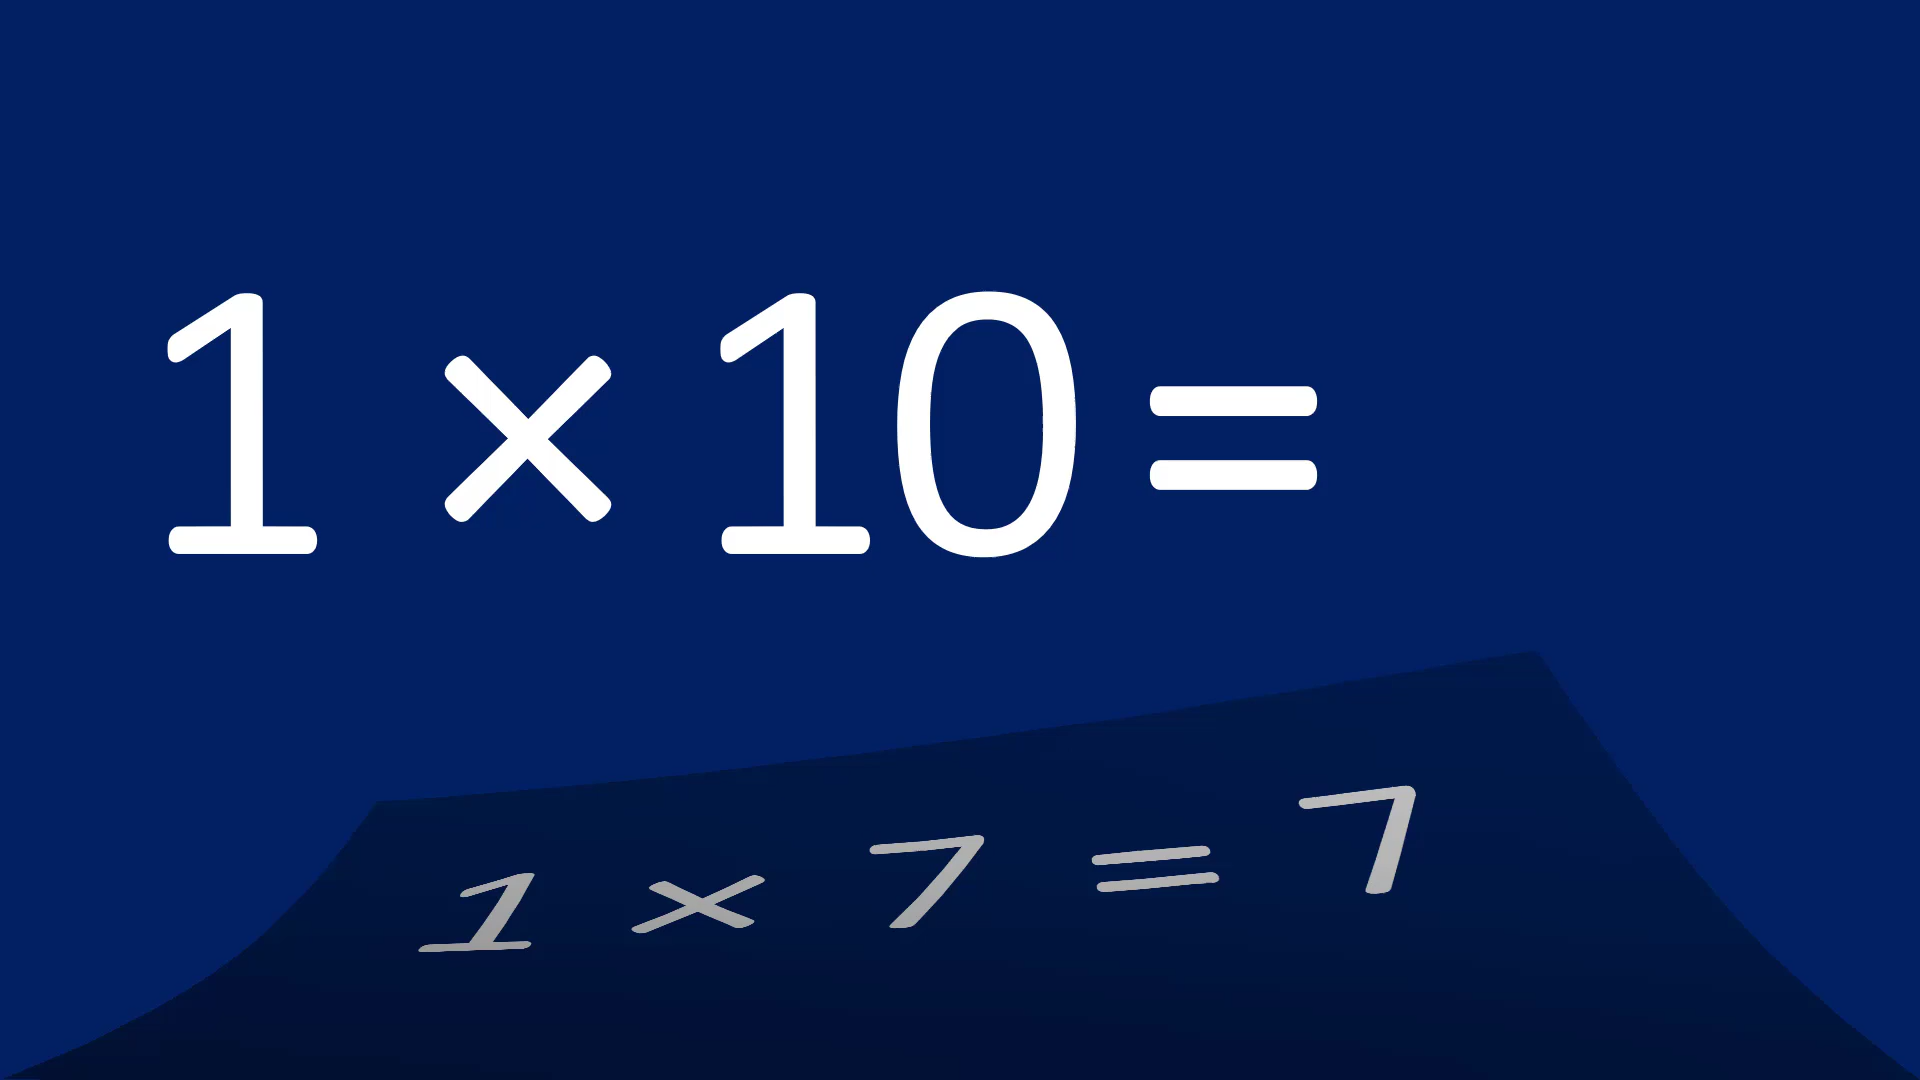 1 × 10 =
1 × 7 = 7